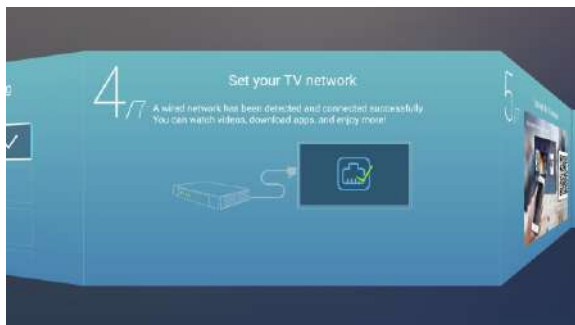 4/7
Set your TV network
A wired network has been detected and connected successfully.
You can watch videos, download apps, and enjoy more!
5